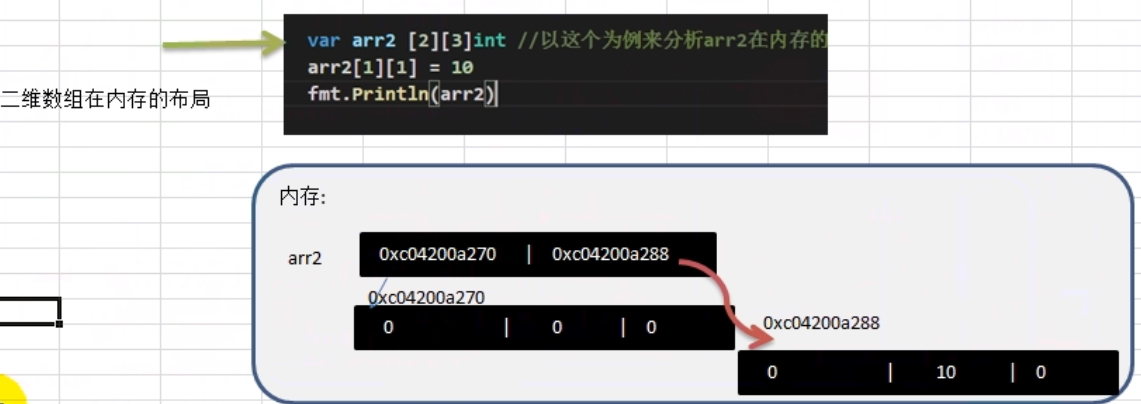 var arr2 [2][3]int //以这个为例来分析arr2在内存的
arr2[1][1] = 10
fmt.Println(arr2)
二维数组在内存的布局
内存:
arr2
0xc04200a270 | 0xc04200a288
0xc04200a270
0 | 0 | 0
0xc04200a288
0 | 10 | 0